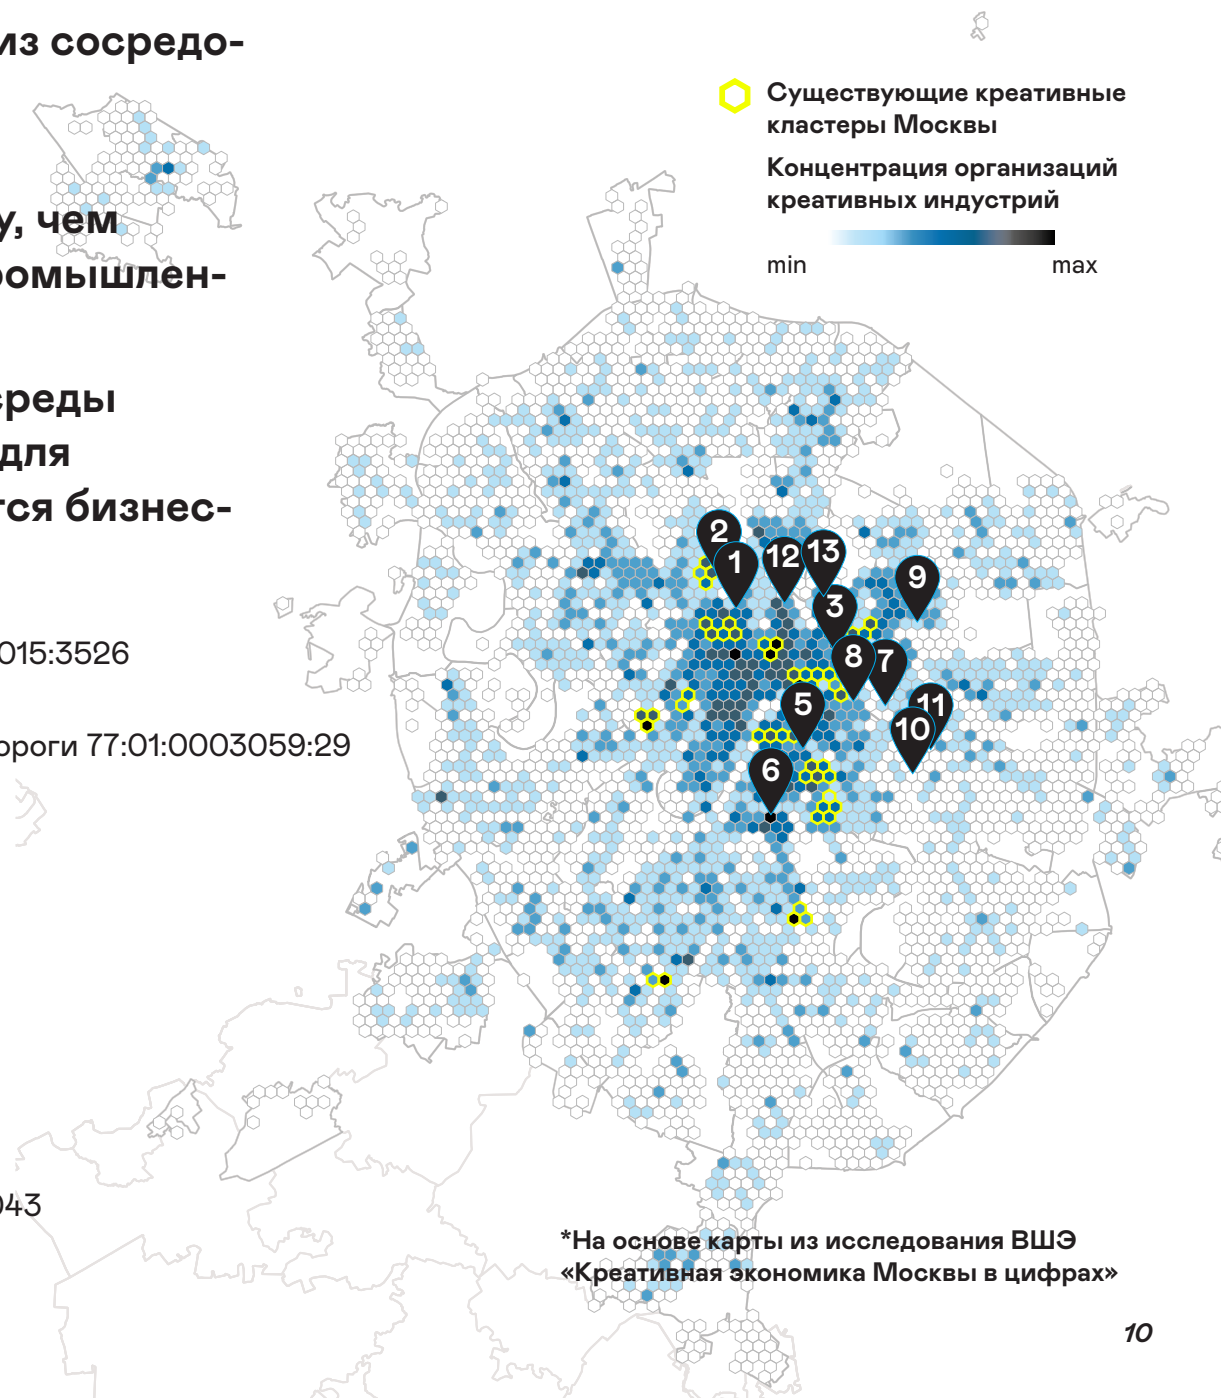 из сосредо-
у, чем
ромышлен-
среды
для
тся бизнес-
015:3526
ороги 77:01:0003059:29
043
Существующие креативные
кластеры Москвы
Концентрация организаций
креативных индустрий
min max
2
1
12
13
9
3
8
7
5
11
10
6
*На основе карты из исследования ВШЭ
«Креативная экономика Москвы в цифрах»
10